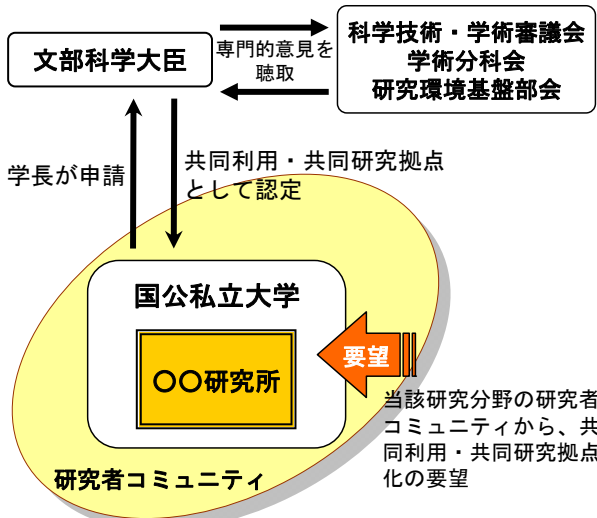 文部科学大臣
専門的意見を
聴取
科学技術・学術審議会
学術分科会
研究環境基盤部会
学長が申請
共同利用・共同研究拠点
として認定
国公私立大学
〇〇研究所
要望
当該研究分野の研究者
コミュニティから、共
同利用・共同研究拠点
化の要望
研究者コミュニティ